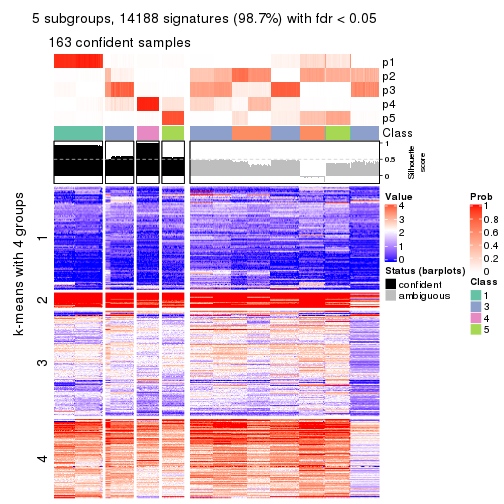 5 subgroups, 14188 signatures (98.7%) with fdr < 0.05
163 confident samples
p1
p2
p3
p4
p5
Class
1
0.5
0
Silhouette
score
k-means with 4 groups
1
2
3
4
Value
4
3
2
1
0
Prob
1
0.8
0.6
0.4
0.2
0
Status (barplots)
confident
ambiguous
Class
1
3
4
5